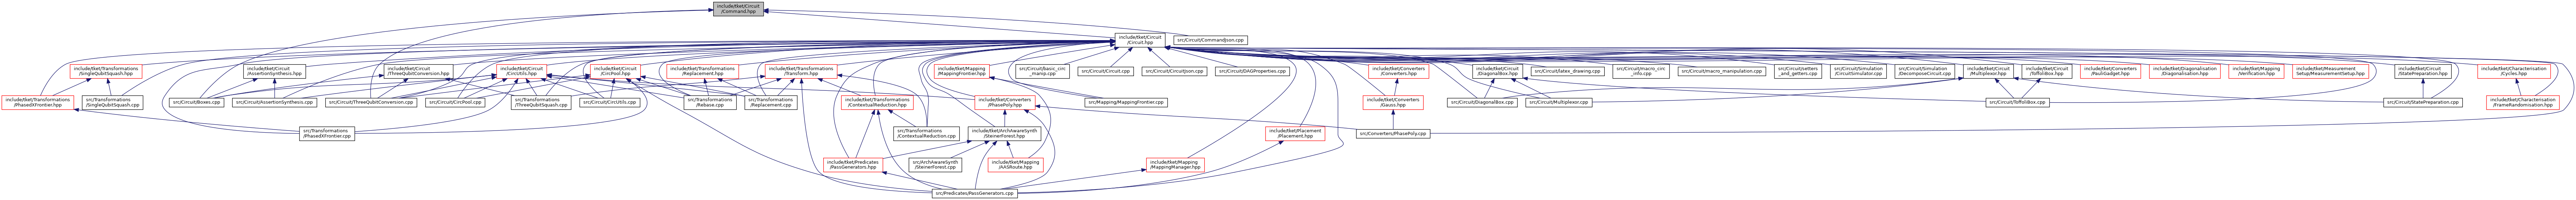 include/tket/Circuit
/Command.hpp
include/tket/Circuit
/Circuit.hpp
src/Circuit/CommandJson.cpp
include/tket/Transformations
/SingleQubitSquash.hpp
include/tket/Circuit
/AssertionSynthesis.hpp
include/tket/Circuit
/ThreeQubitConversion.hpp
include/tket/Circuit
/CircUtils.hpp
include/tket/Circuit
/CircPool.hpp
include/tket/Transformations
/Replacement.hpp
include/tket/Transformations
/Transform.hpp
include/tket/Mapping
/MappingFrontier.hpp
src/Circuit/basic_circ
_manip.cpp
src/Circuit/Circuit.cpp
src/Circuit/CircuitJson.cpp
src/Circuit/DAGProperties.cpp
include/tket/Converters
/Converters.hpp
include/tket/Circuit
/DiagonalBox.hpp
src/Circuit/latex_drawing.cpp
src/Circuit/macro_circ
_info.cpp
src/Circuit/macro_manipulation.cpp
src/Circuit/setters
_and_getters.cpp
src/Circuit/Simulation
/CircuitSimulator.cpp
src/Circuit/Simulation
/DecomposeCircuit.cpp
include/tket/Circuit
/Multiplexor.hpp
include/tket/Circuit
/ToffoliBox.hpp
include/tket/Converters
/PauliGadget.hpp
include/tket/Diagonalisation
/Diagonalisation.hpp
include/tket/Mapping
/Verification.hpp
include/tket/Measurement
Setup/MeasurementSetup.hpp
include/tket/Circuit
/StatePreparation.hpp
include/tket/Characterisation
/Cycles.hpp
include/tket/Transformations
/PhasedXFrontier.hpp
src/Transformations
/SingleQubitSquash.cpp
src/Circuit/Boxes.cpp
src/Circuit/AssertionSynthesis.cpp
src/Circuit/ThreeQubitConversion.cpp
src/Circuit/CircPool.cpp
src/Transformations
/ThreeQubitSquash.cpp
src/Circuit/CircUtils.cpp
src/Transformations
/Rebase.cpp
src/Transformations
/Replacement.cpp
include/tket/Transformations
/ContextualReduction.hpp
include/tket/Converters
/PhasePoly.hpp
src/Mapping/MappingFrontier.cpp
include/tket/Converters
/Gauss.hpp
src/Circuit/DiagonalBox.cpp
src/Circuit/Multiplexor.cpp
src/Circuit/ToffoliBox.cpp
src/Circuit/StatePreparation.cpp
include/tket/Characterisation
/FrameRandomisation.hpp
src/Transformations
/PhasedXFrontier.cpp
src/Transformations
/ContextualReduction.cpp
include/tket/ArchAwareSynth
/SteinerForest.hpp
include/tket/Placement
/Placement.hpp
src/Converters/PhasePoly.cpp
include/tket/Predicates
/PassGenerators.hpp
src/ArchAwareSynth
/SteinerForest.cpp
include/tket/Mapping
/AASRoute.hpp
include/tket/Mapping
/MappingManager.hpp
src/Predicates/PassGenerators.cpp